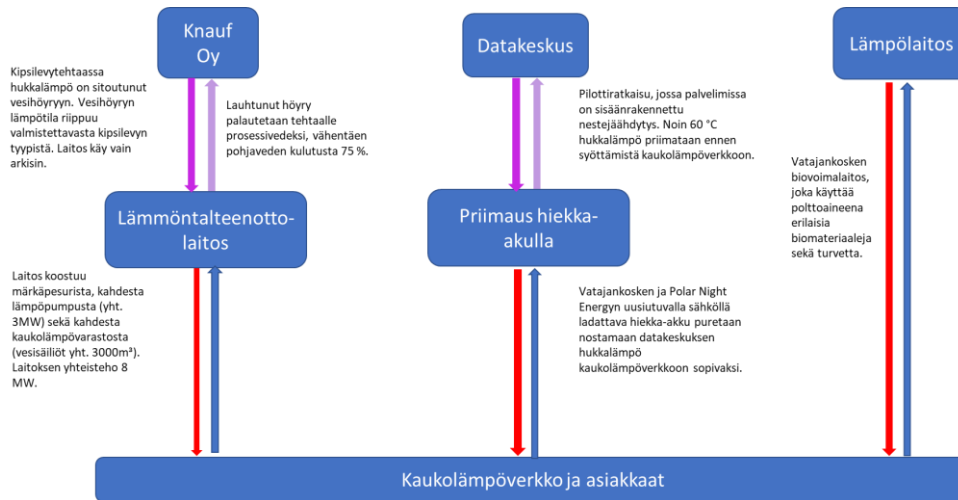 Knauf
Oy
Datakeskus
Lämpölaitos
Kipsilevytehtaassa
hukkalämpö on sitoutunut
vesihöyryyn. Vesihöyryn
lämpötila riippuu
valmistettavasta kipsilevyn
tyypistä. Laitos käy vain
arkisin.
Lauhtunut höyry
palautetaan tehtaalle
prosessivedeksi, vähentäen
pohjaveden kulutusta 75 %.
Pilottiratkaisu, jossa palvelimissa
on sisäänrakennettu
nestejäähdytys. Noin 60 °C
hukkalämpö priimataan ennen
syöttämistä kaukolämpöverkkoon.
Vatajankosken
biovoimalaitos,
joka käyttää
polttoaineena
erilaisia
biomateriaaleja
sekä turvetta.
Lämmöntalteenotto-
laitos
Priimaus hiekka-
akulla
Laitos koostuu
märkäpesurista, kahdesta
lämpöpumpusta (yht.
3MW) sekä kahdesta
kaukolämpövarastosta
(vesisäiliöt yht. 3000m³).
Laitoksen yhteisteho 8
MW.
Vatajankosken ja Polar Night
Energyn uusiutuvalla sähköllä
ladattava hiekka-akku puretaan
nostamaan datakeskuksen
hukkalämpö
kaukolämpöverkkoon sopivaksi.
Kaukolämpöverkko ja asiakkaat